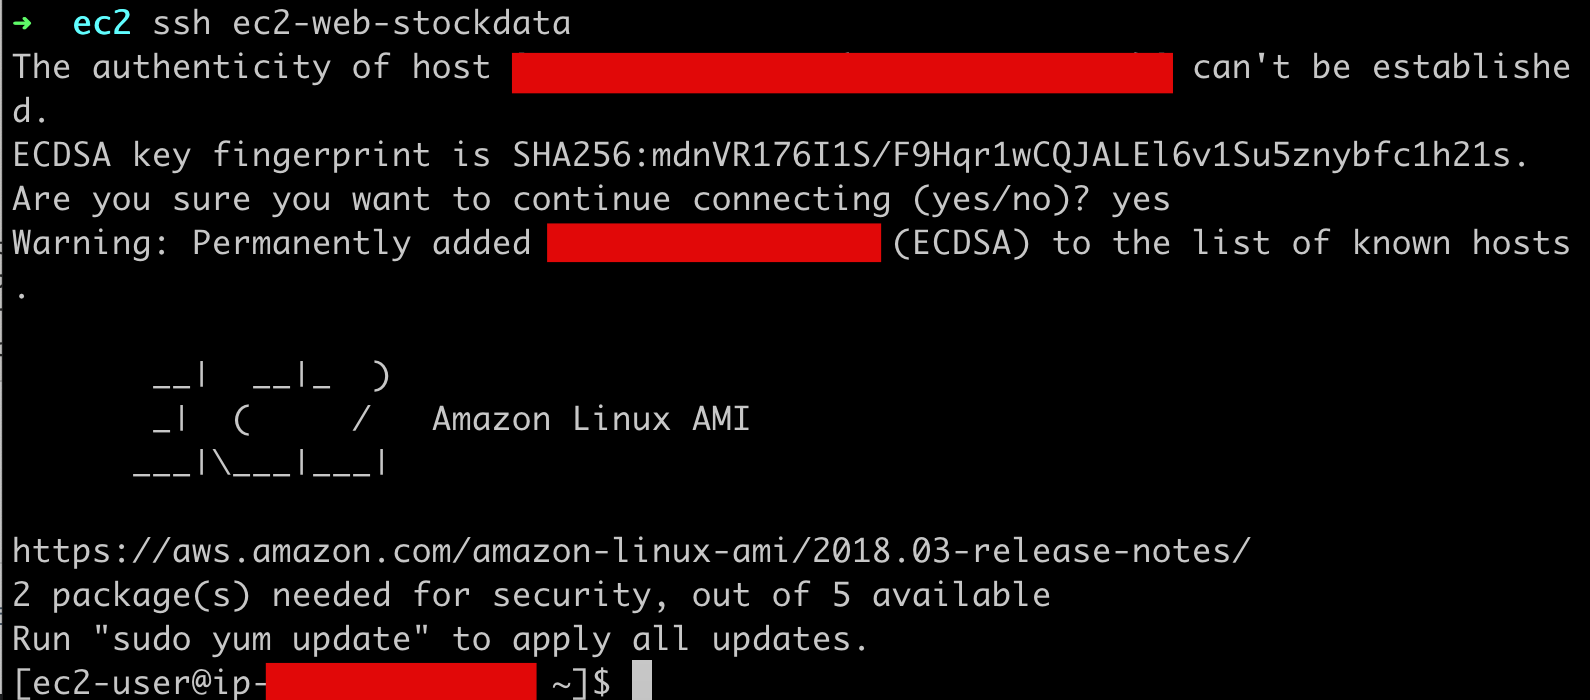 ➜  ec2 ssh ec2-web-stockdata
The authenticity of host can't be establishe
d.
ECDSA key fingerprint is SHA256:mdnVR176I1S/F9Hqr1wCQJALEl6v1Su5znybfc1h21s.
Are you sure you want to continue connecting (yes/no)? yes
Warning: Permanently added (ECDSA) to the list of known hosts
.
       __|  __|_  )
       _|  (     /   Amazon Linux AMI
      ___|\___|___|
https://aws.amazon.com/amazon-linux-ami/2018.03-release-notes/
2 package(s) needed for security, out of 5 available
Run "sudo yum update" to apply all updates.
[ec2-user@ip- ~]$